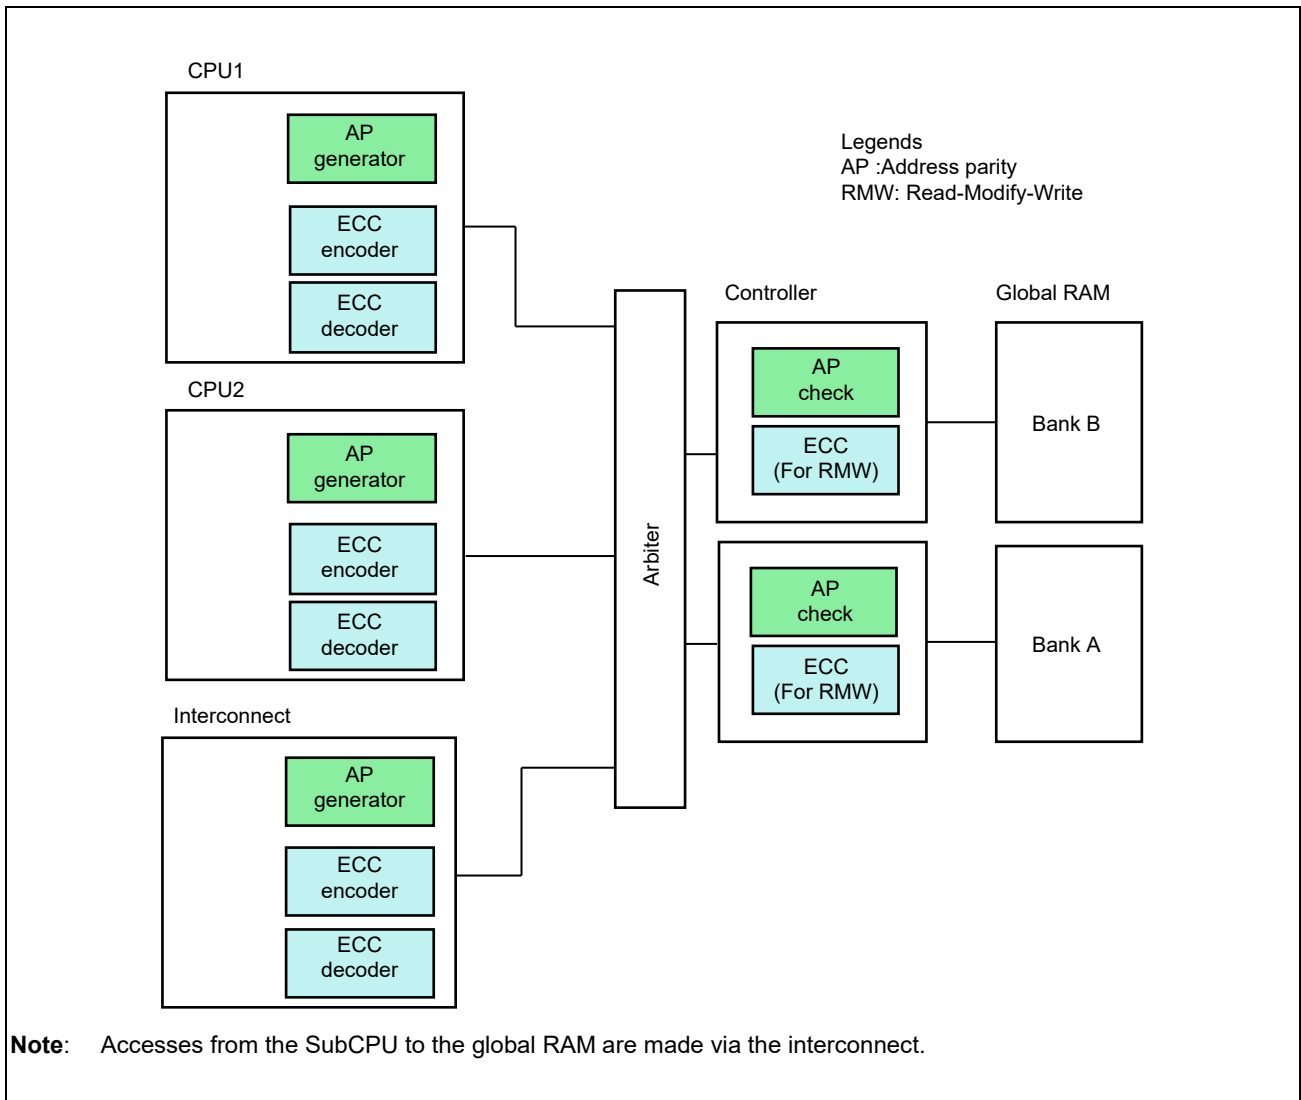 CPU1
AP
generator
ECC
encoder
ECC
decoder
CPU2
AP
generator
ECC
encoder
ECC
decoder
Interconnect
AP
generator
ECC
encoder
ECC
decoder
Arbiter
Legends
AP :Address parity
RMW: Read-Modify-Write
Controller
AP
check
ECC
(For RMW)
AP
check
ECC
(For RMW)
Global RAM
Bank B
Bank A
Note: Accesses from the SubCPU to the global RAM are made via the interconnect.